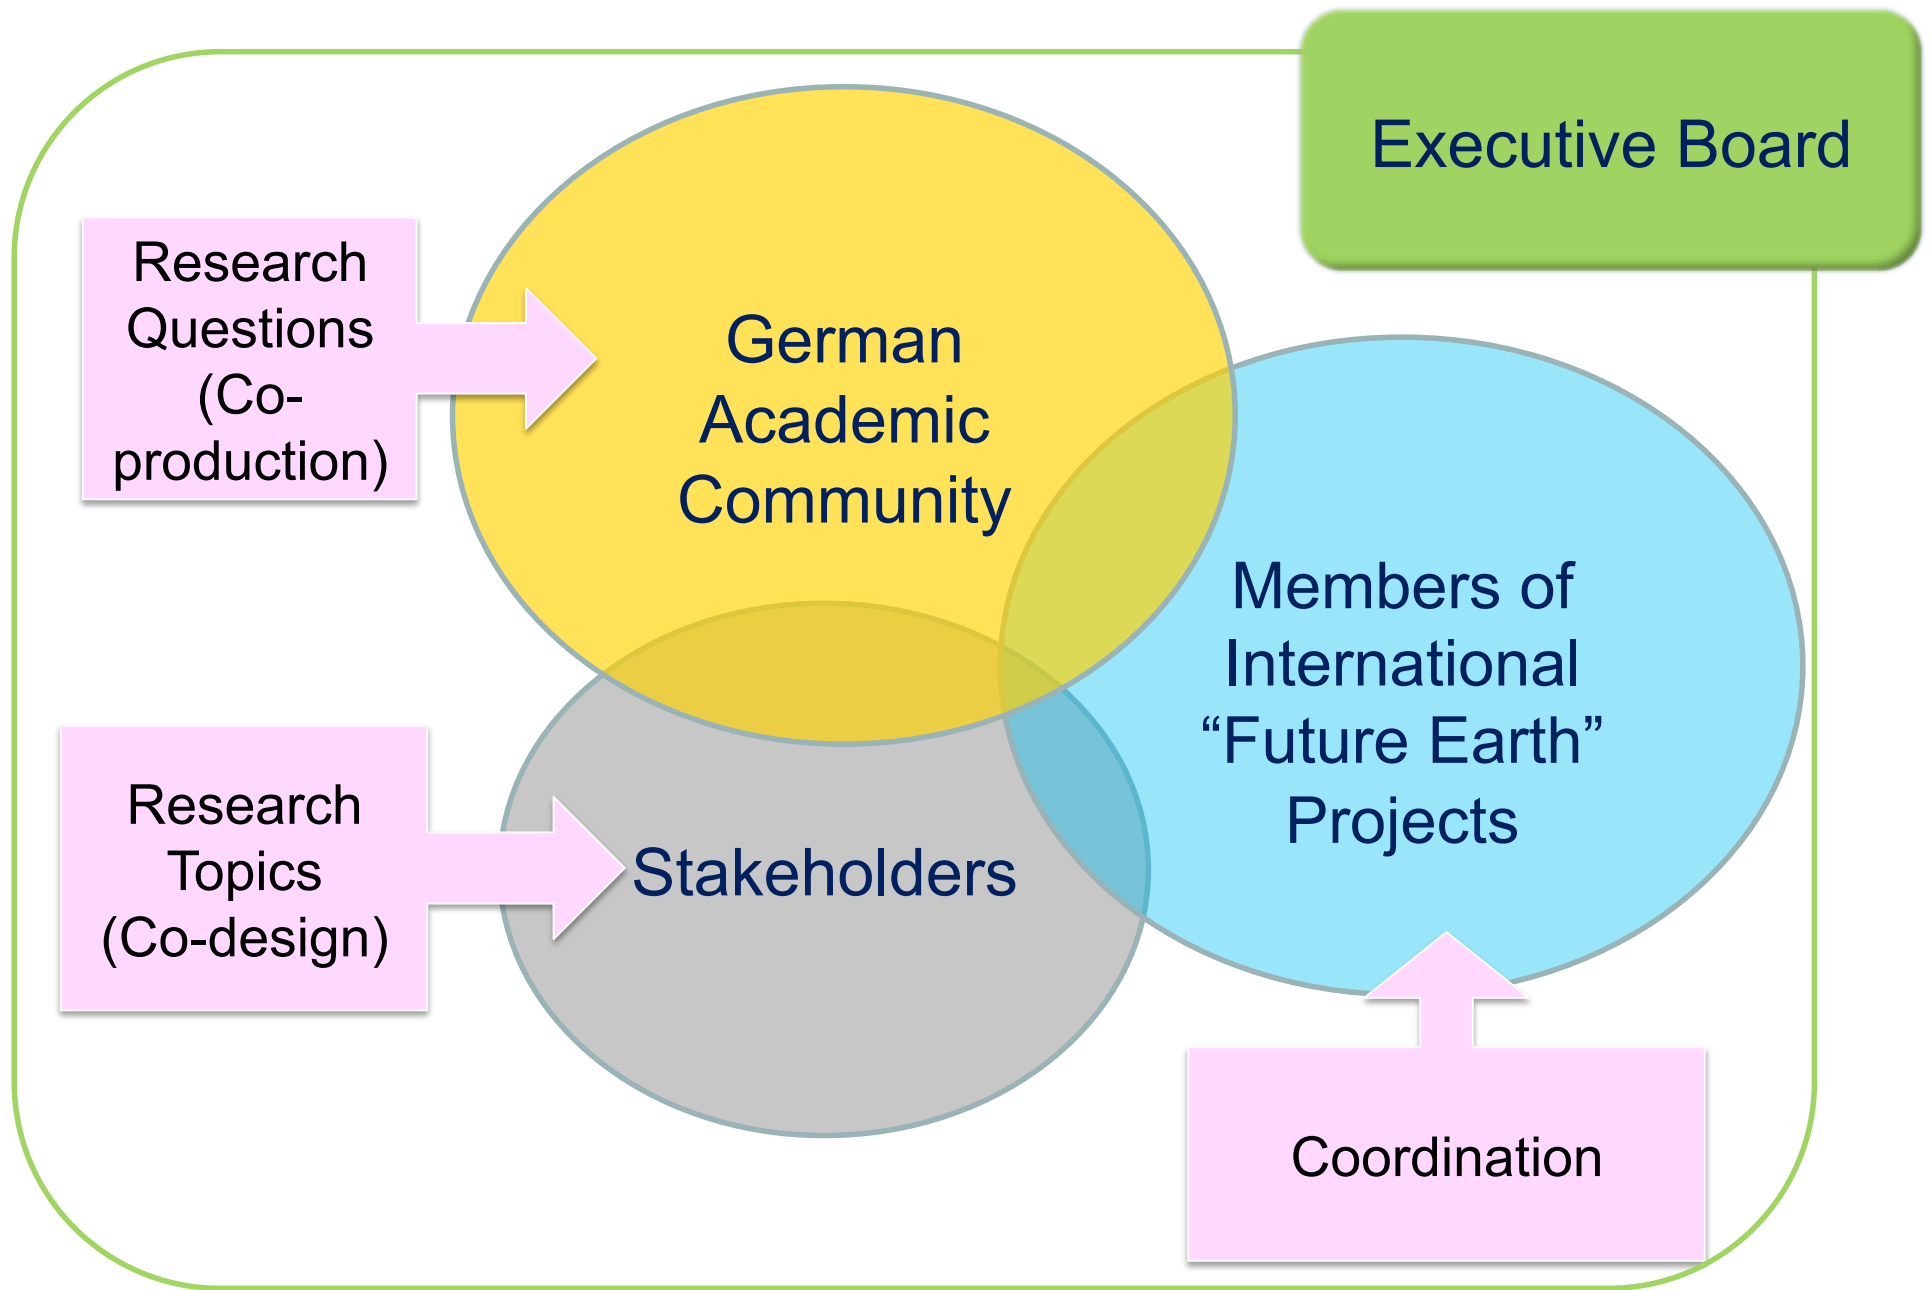 Executive Board
Research
Questions
(Co-
production)
German
Academic
Community
Members of
International
“Future Earth”
Projects
Research
Topics
(Co-design)
Stakeholders
Coordination